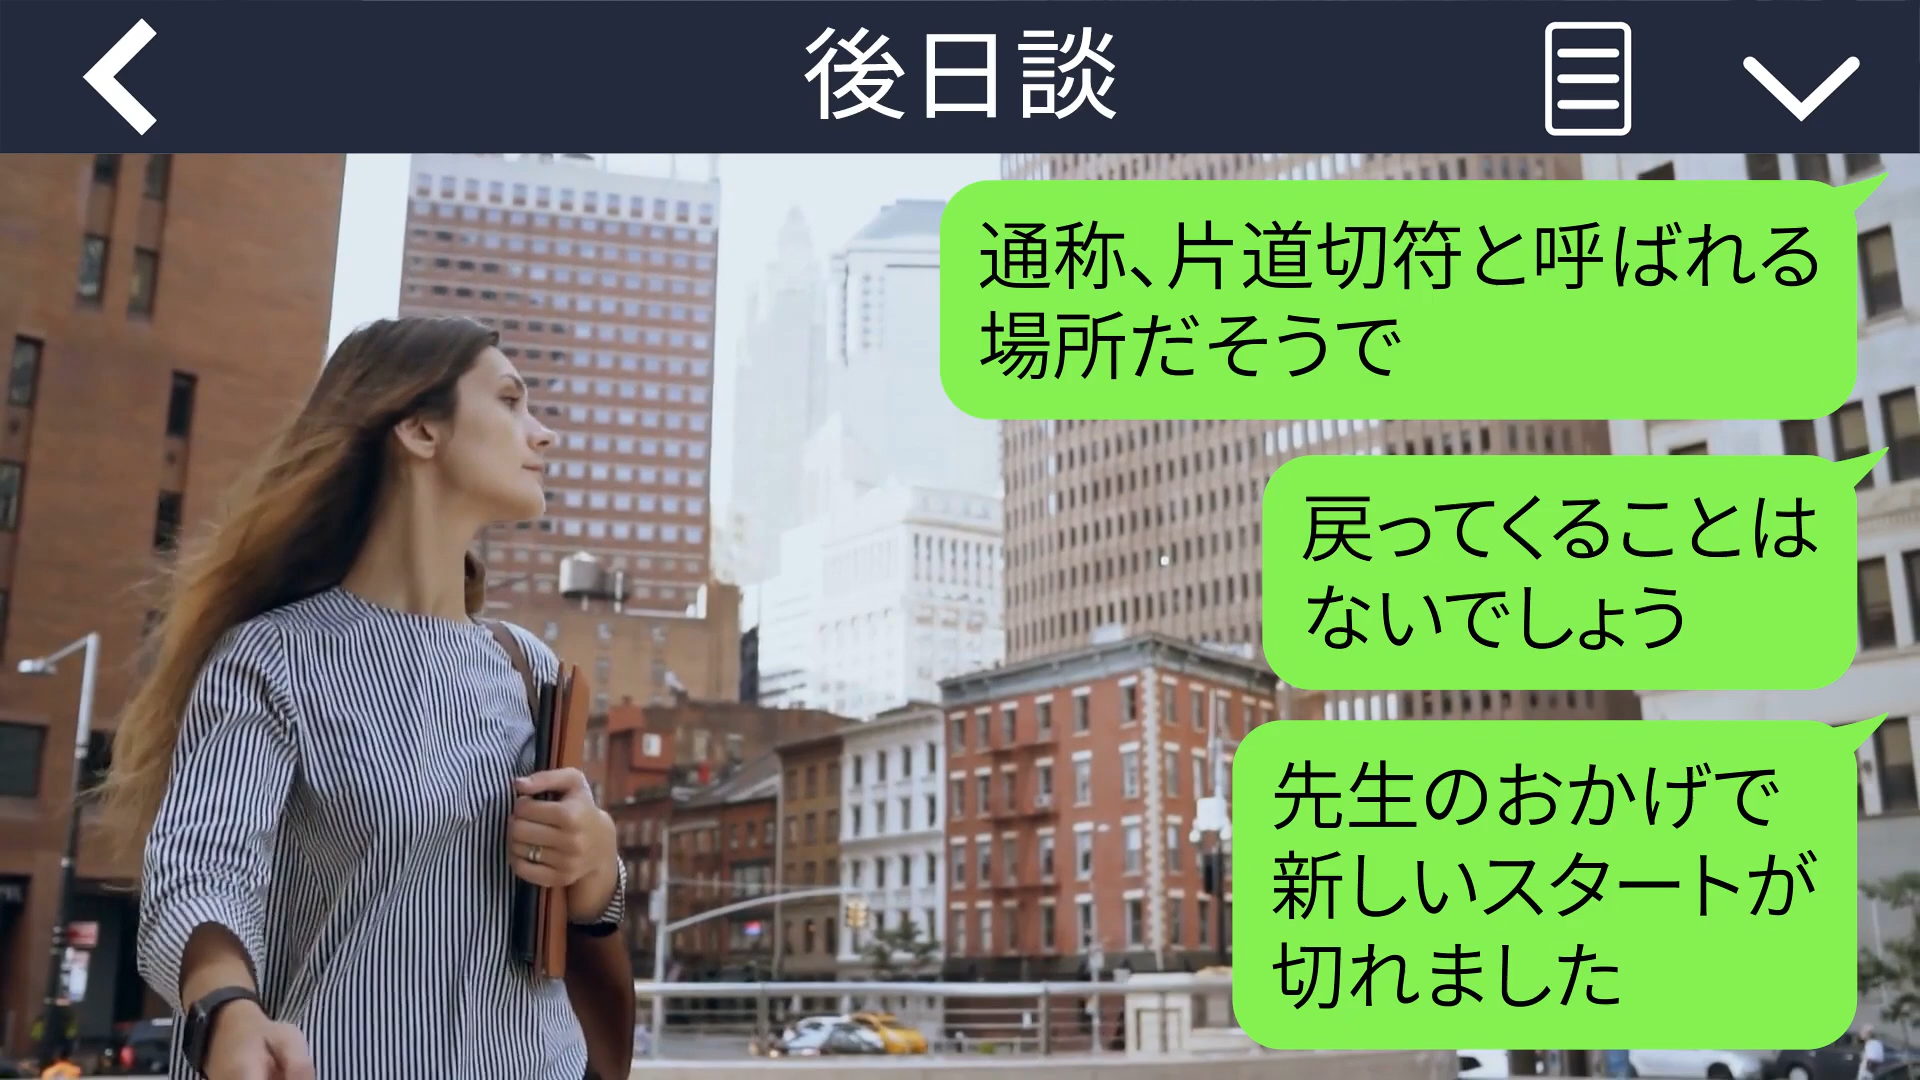 後日談
通称、片道切符と呼ばれる
場所だそうで
戻ってくることは
ないでしょう
先生のおかげで
新しいスタートが
切れました